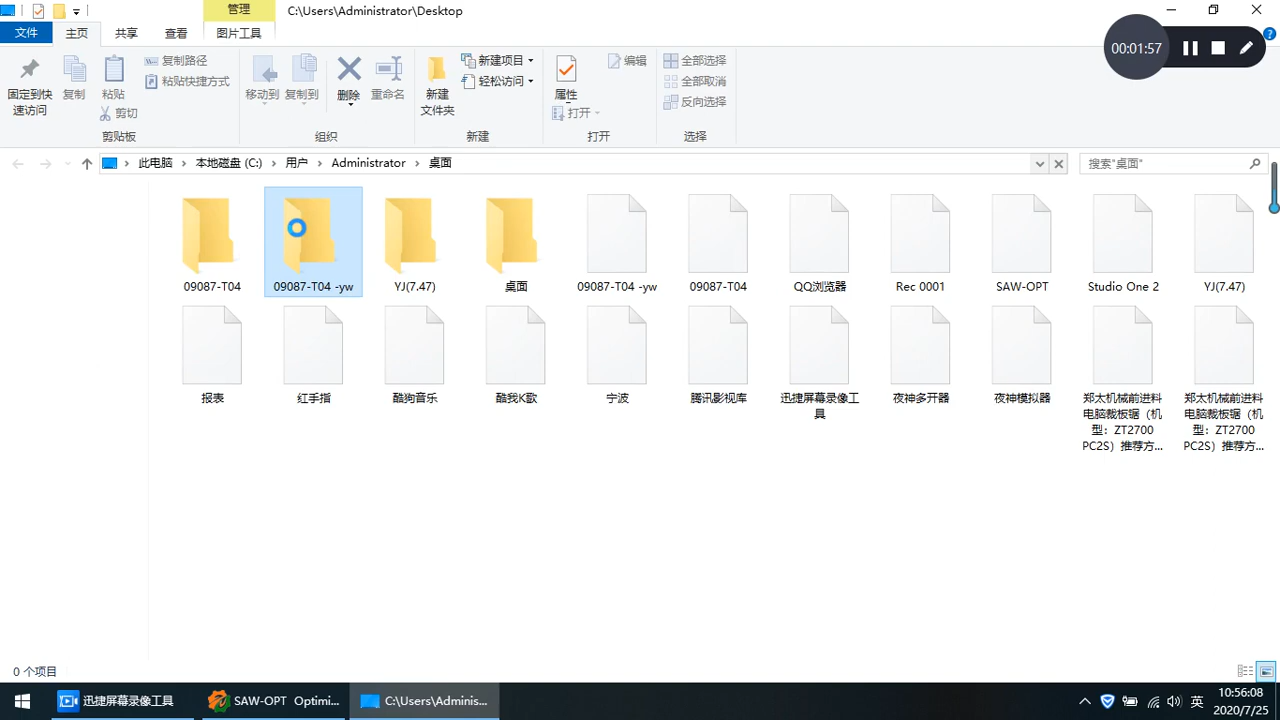 管理
C:\Users\Administrator\Desktop
文件
主页
共享
查看
图片工具
00:01:57
固定到快
速访问
复制
粘贴
复制路径
粘贴快捷方式
剪切
剪贴板
移动到
复制到
删除
重命名
组织
新建
文件夹
新建项目
轻松访问
新建
属性
打开
编辑
打开
全部选择
全部取消
反向选择
选择
此电脑
本地磁盘 (C:)
用户
Administrator
桌面
搜索"桌面"
09087-T04
09087-T04 -yw
YJ(7.47)
桌面
09087-T04 -yw
09087-T04
QQ浏览器
Rec 0001
SAW-OPT
Studio One 2
YJ(7.47)
报表
红手指
酷狗音乐
酷我K歌
宁波
腾讯影视库
迅捷屏幕录像工
具
夜神多开器
夜神模拟器
郑太机械前进料
电脑裁板锯（机
型：ZT2700
PC2S）推荐方...
郑太机械前进料
电脑裁板锯（机
型：ZT2700
PC2S）推荐方...
0 个项目
迅捷屏幕录像工具
SAW-OPT Optimi...
C:\Users\Adminis...
英
10:56:08
2020/7/25